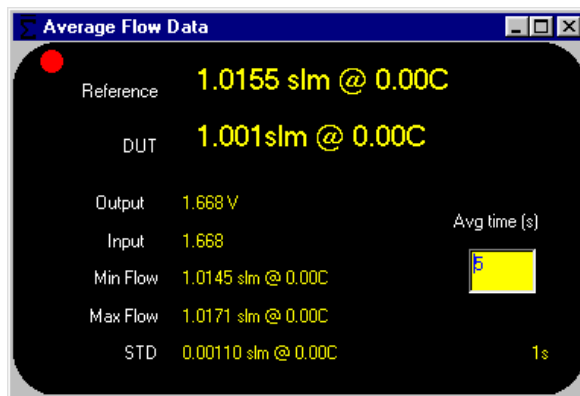 Average Flow Data
Reference 1.0155 slm @ 0.00C
DUT 1.001slm @ 0.00C
Output 1.668 V
Avg time (s)
Input 1.668
5
Min Flow 1.0145 slm @ 0.00C
Max Flow 1.0171 slm @ 0.00C
STD 0.00110 slm @ 0.00C 1s